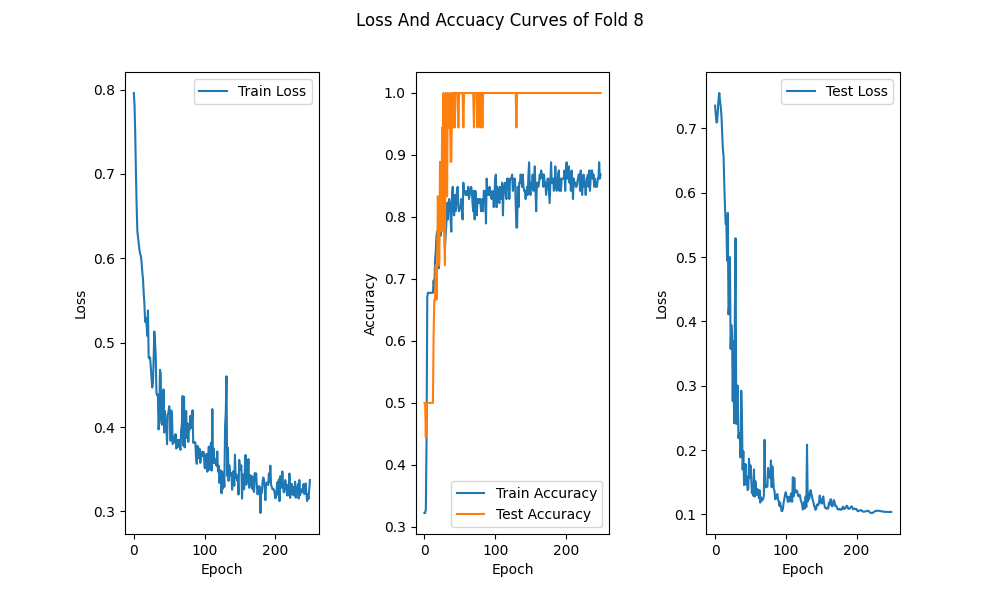 Loss And Accuacy Curves of Fold 8
Train Loss
0.8
0.7
0.6
0.5
0.4
0.3
Loss
0 100 200
Epoch
1.0
0.9
0.8
0.7
0.6
0.5
0.4
0.3
Accuracy
Train Accuracy
Test Accuracy
0 100 200
Epoch
Test Loss
0.7
0.6
0.5
0.4
0.3
0.2
0.1
Loss
0 100 200
Epoch